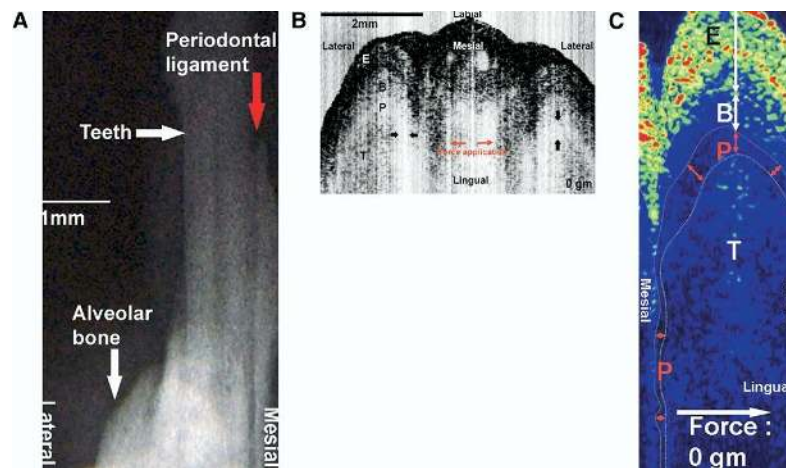 A
Periodontal
ligament
Teeth
1mm
Alveolar
bone
Lateral
Mesial
B
2mm
Labial
Lateral
Mesial
Lateral
E
B
P
T
Force application
Lingual
0 gm
C
E
B
P
T
Mesial
P
Lingual
Force :
0 gm